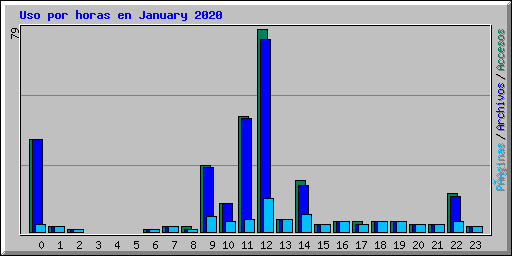 Uso por horas en January 2020
79
Páginas / Archivos / Accesos
0 1 2 3 4 5 6 7 8 9 10 11 12 13 14 15 16 17 18 19 20 21 22 23